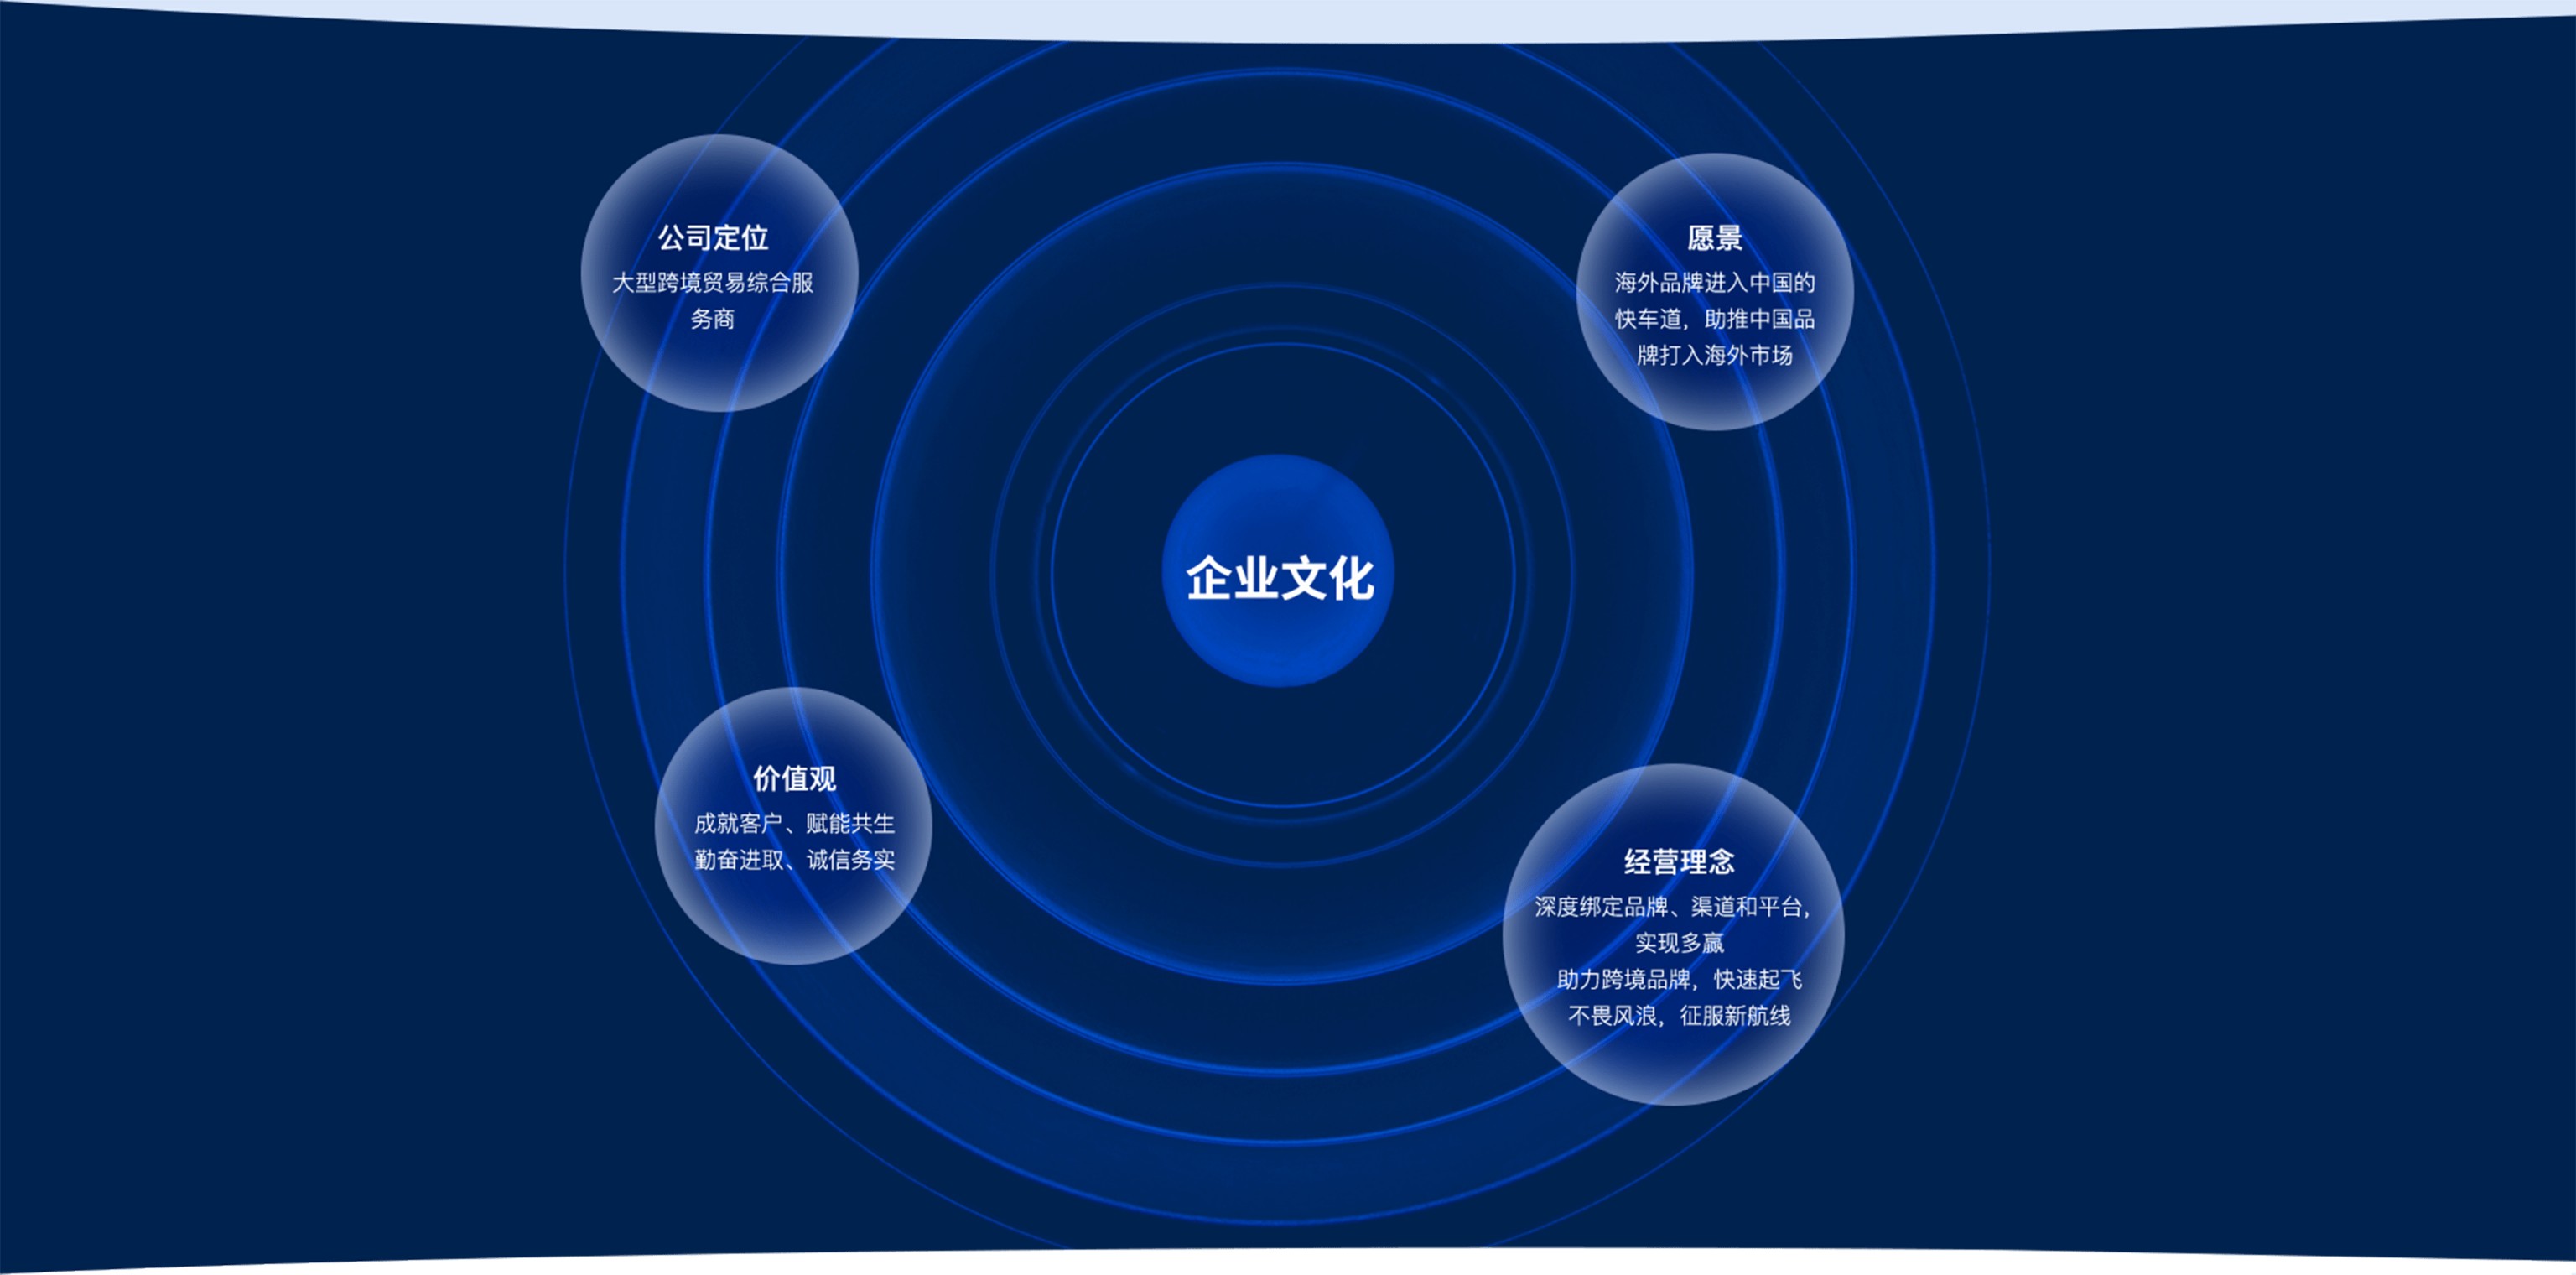 公司定位
大型跨境贸易综合服
务商
愿景
海外品牌进入中国的
快车道，助推中国品
牌打入海外市场
企业文化
价值观
成就客户、赋能共生
勤奋进取、诚信务实
经营理念
深度绑定品牌、渠道和平台，
实现多赢
助力跨境品牌，快速起飞
不畏风浪，征服新航线